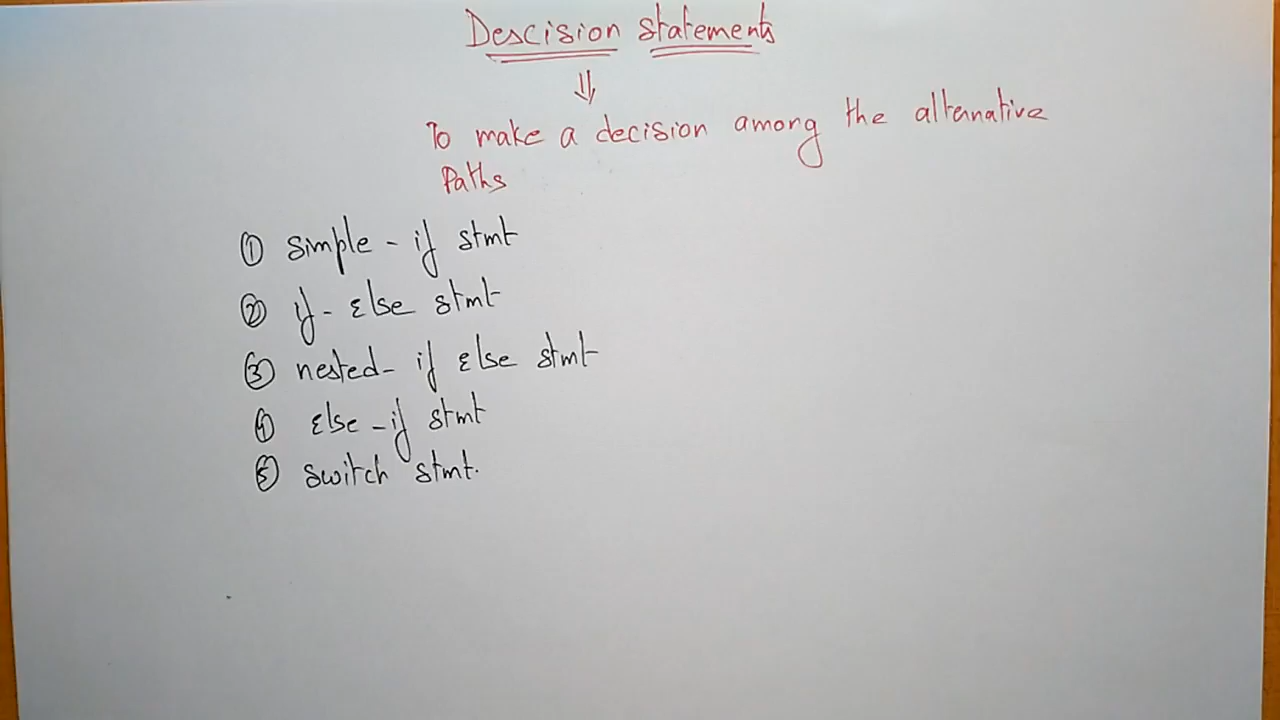 Descision statements
⇓
To make a decision among the alternative
Paths
① simple - if stmt
② if - else stmt
③ nested - if else stmt
④ else - if stmt
⑤ switch stmt.